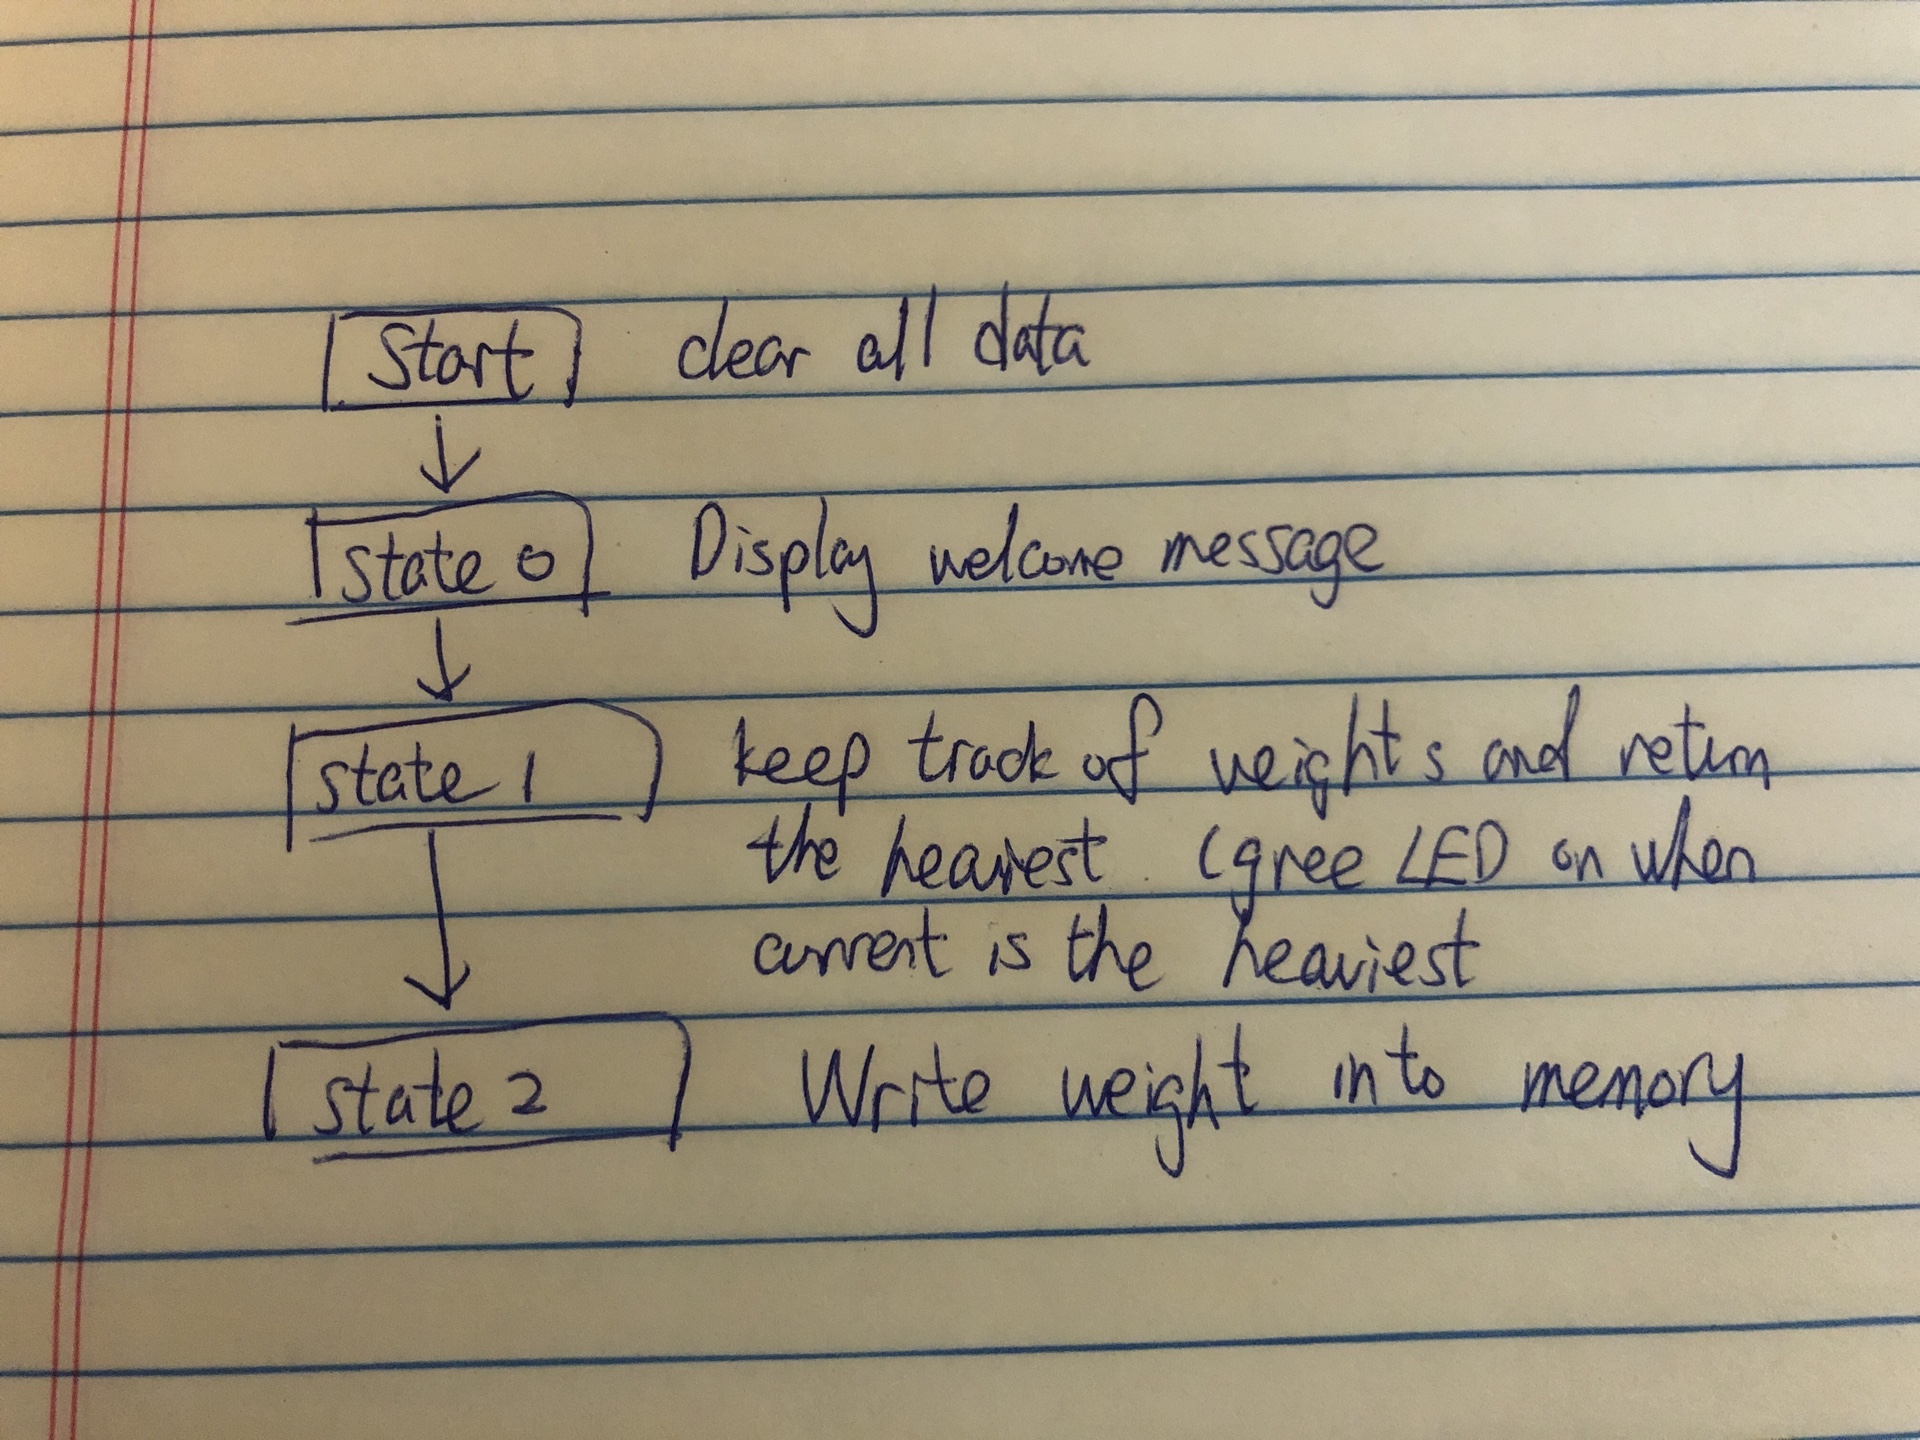 Start clear all data
state 0 Display welcome message
state 1 keep track of weights and return
the heaviest. (gree LED on when
current is the heaviest
state 2 Write weight into memory